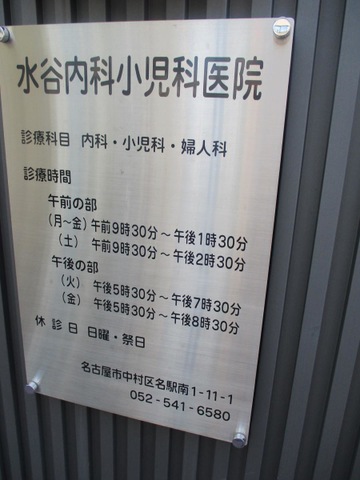 水谷内科小児科医院
診療科目 内科・小児科・婦人科
診療時間
午前の部
(月~金) 午前9時30分~午後1時30分
(土) 午前9時30分~午後2時30分
午後の部
(火) 午後5時30分~午後7時30分
(金) 午後5時30分~午後8時30分
休診日 日曜・祭日
名古屋市中村区名駅南1-11-1
052-541-6580